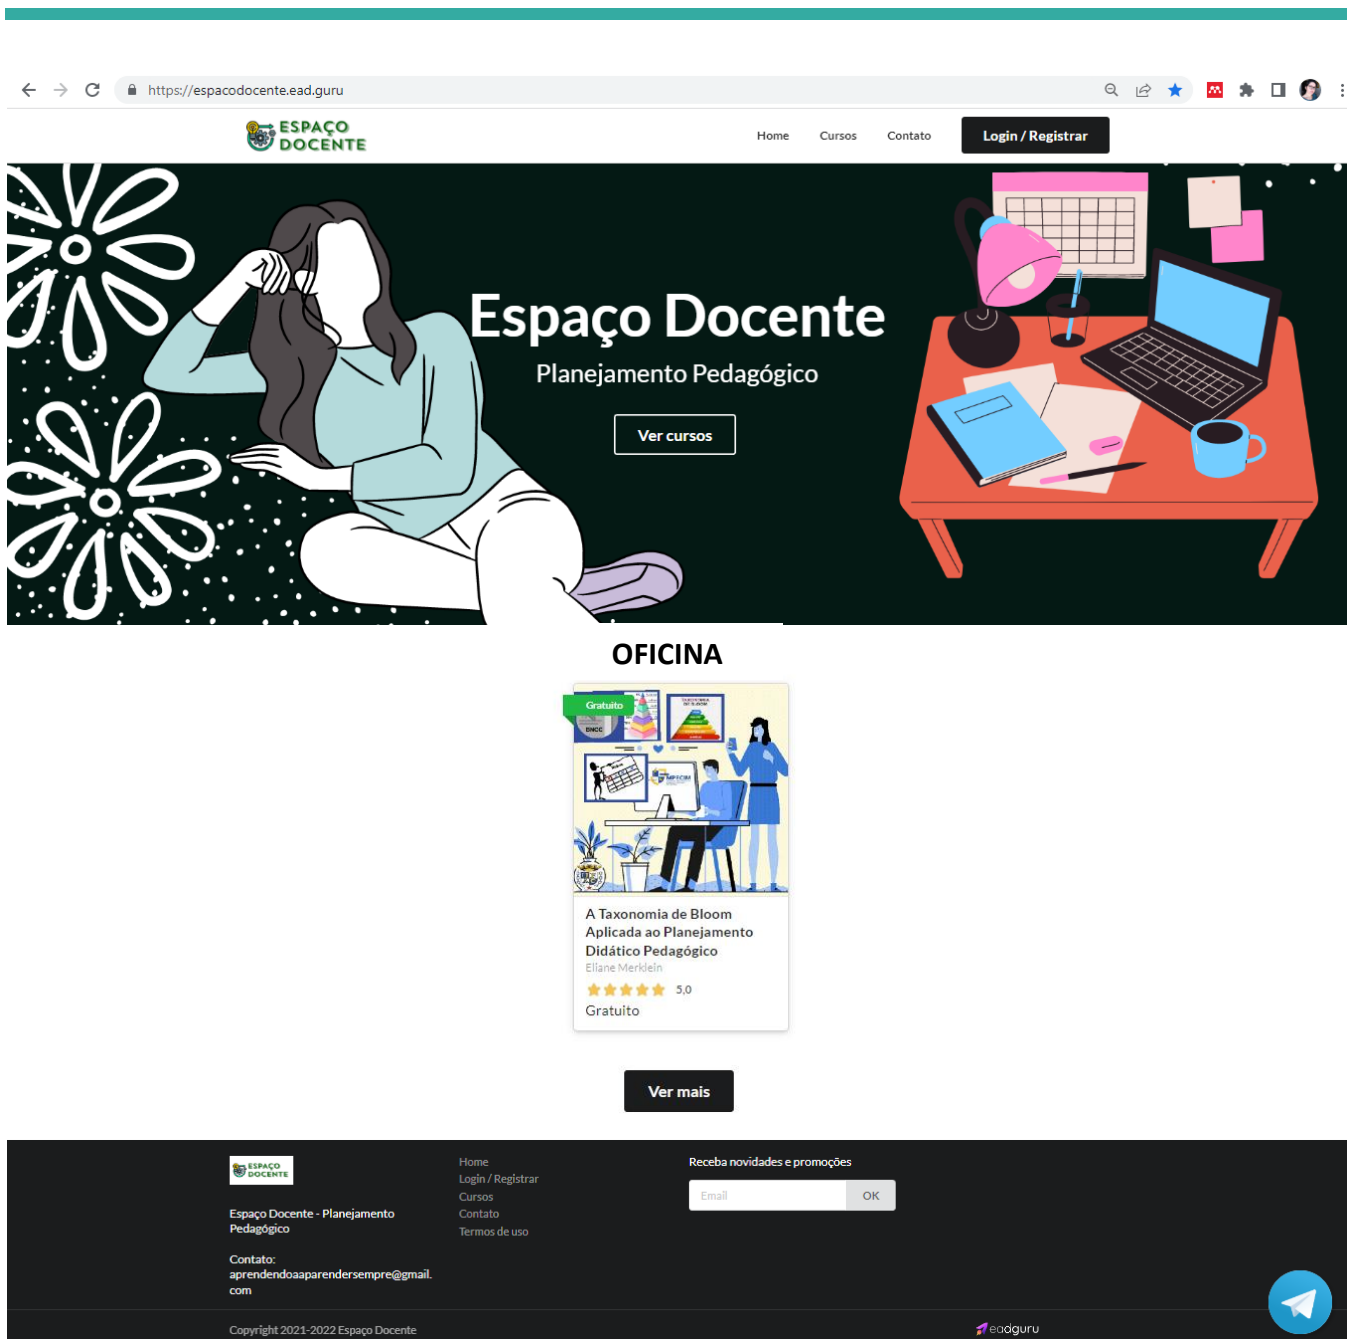 https://espacodocente.ead.guru
ESPAÇO
DOCENTE
Home Cursos Contato Login / Registrar
Espaço Docente
Planejamento Pedagógico
Ver cursos
OFICINA
Gratuito
BNCC
A Taxonomia de Bloom
Aplicada ao Planejamento
Didático Pedagógico
Eliane Merklein
5,0
Gratuito
Ver mais
ESPAÇO
DOCENTE
Espaço Docente - Planejamento
Pedagógico
Contato:
aprendendoaaparendersempre@gmail.
com
Home
Login / Registrar
Cursos
Contato
Termos de uso
Receba novidades e promoções
Email OK
Copyright 2021-2022 Espaço Docente
eadguru